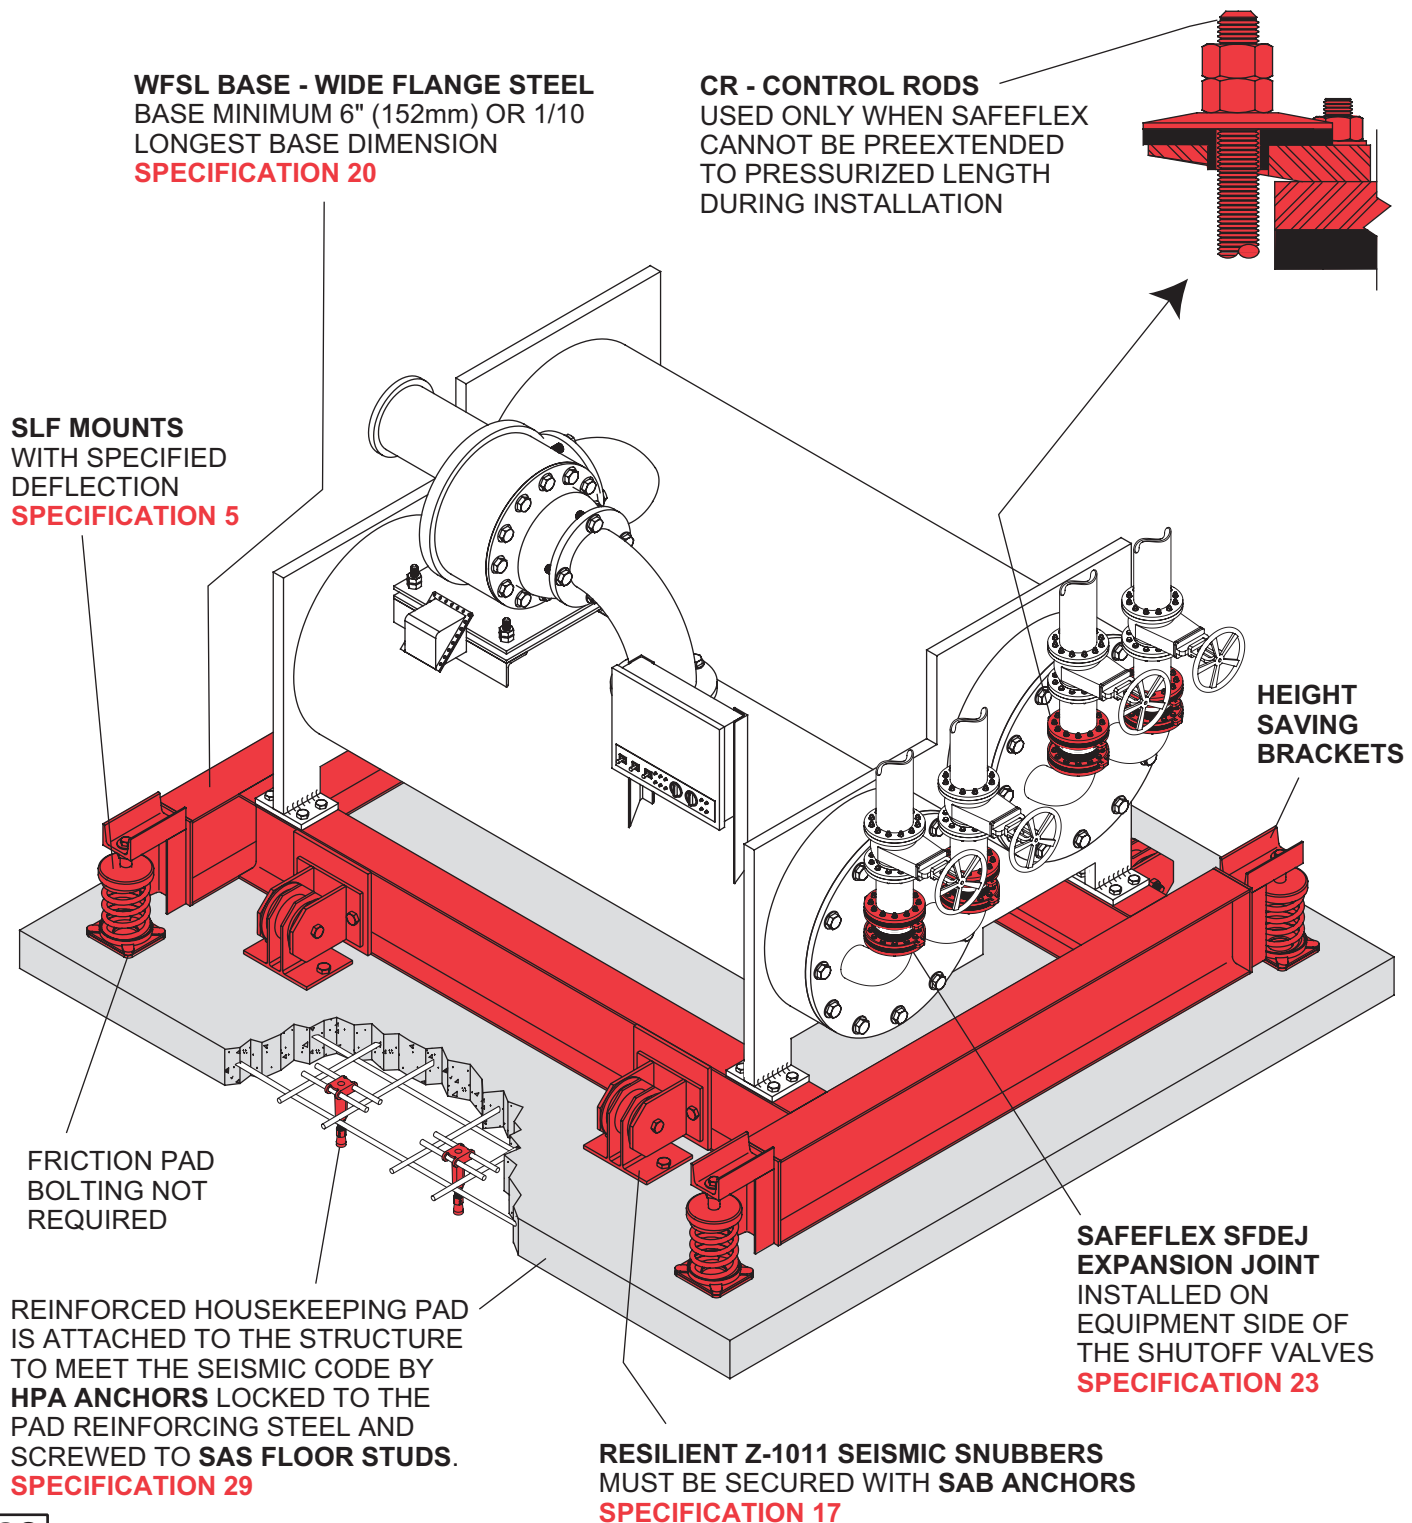 WFSL BASE - WIDE FLANGE STEEL
BASE MINIMUM 6" (152mm) OR 1/10
LONGEST BASE DIMENSION
SPECIFICATION 20
CR - CONTROL RODS
USED ONLY WHEN SAFEFLEX
CANNOT BE PREEXTENDED
TO PRESSURIZED LENGTH
DURING INSTALLATION
SLF MOUNTS
WITH SPECIFIED
DEFLECTION
SPECIFICATION 5
HEIGHT
SAVING
BRACKETS
FRICTION PAD
BOLTING NOT
REQUIRED
REINFORCED HOUSEKEEPING PAD
IS ATTACHED TO THE STRUCTURE
TO MEET THE SEISMIC CODE BY
HPA ANCHORS LOCKED TO THE
PAD REINFORCING STEEL AND
SCREWED TO SAS FLOOR STUDS.
SPECIFICATION 29
SAFEFLEX SFDEJ
EXPANSION JOINT
INSTALLED ON
EQUIPMENT SIDE OF
THE SHUTOFF VALVES
SPECIFICATION 23
RESILIENT Z-1011 SEISMIC SNUBBERS
MUST BE SECURED WITH SAB ANCHORS
SPECIFICATION 17